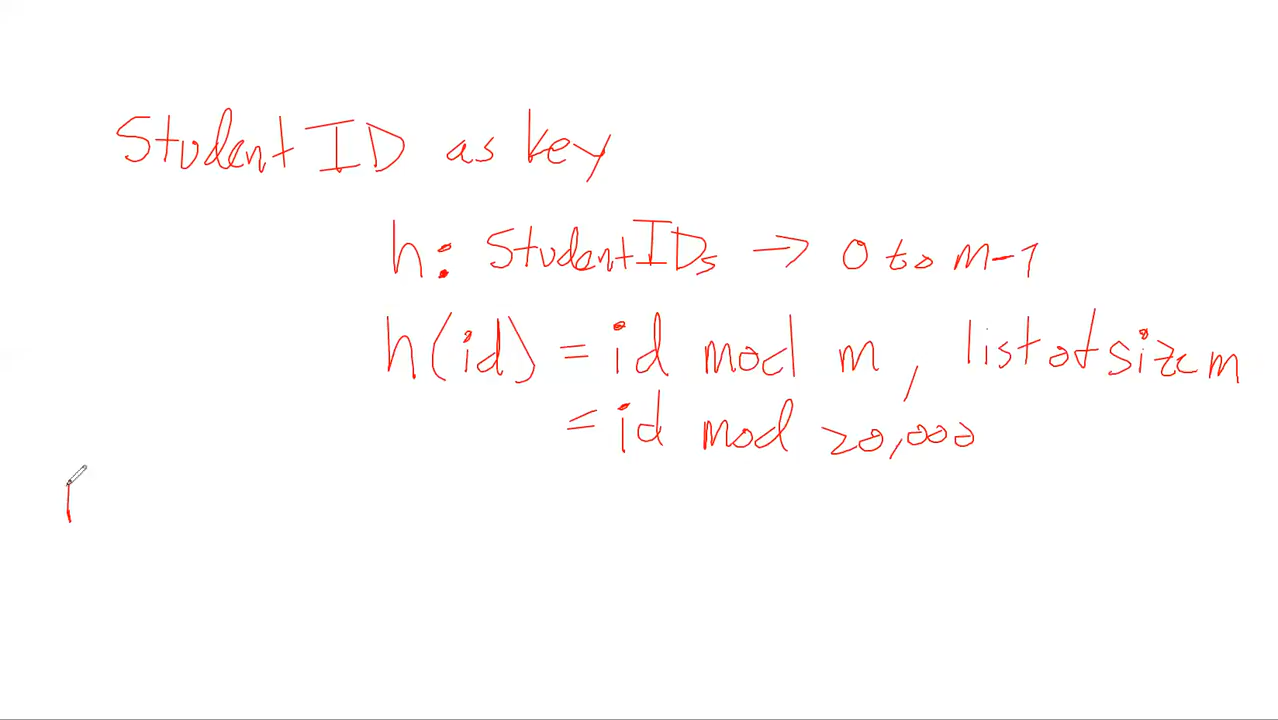 Student ID as key
h: StudentIDs → 0 to m-1
h(id) = id mod m, list of size m
= id mod 20,000